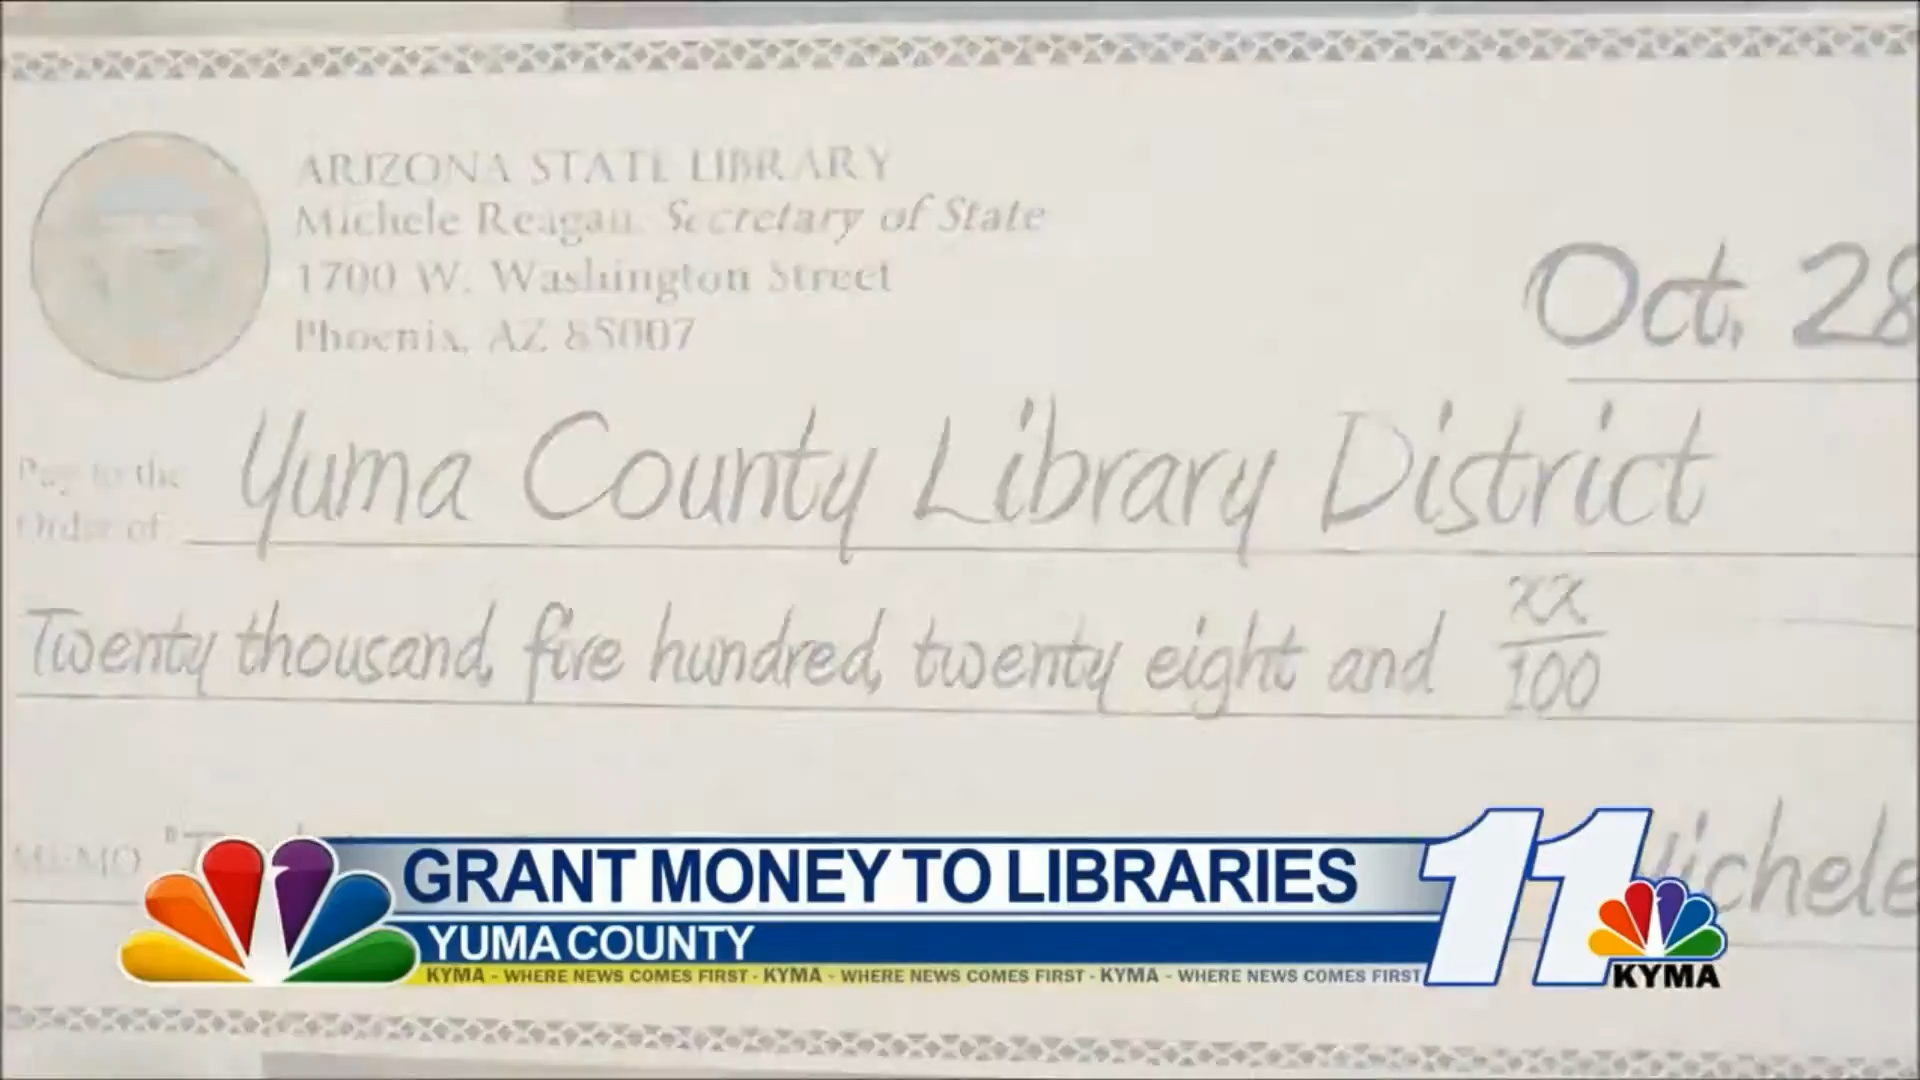 ARIZONA STATE LIBRARY
Michele Reagan, Secretary of State
1700 W. Washington Street
Phoenix, AZ 85007
Oct. 28
Pay to the
Order of
Yuma County Library District
Twenty thousand, five hundred, twenty eight and xx/100
MEMO
Michele
GRANT MONEY TO LIBRARIES
YUMA COUNTY
KYMA - WHERE NEWS COMES FIRST - KYMA - WHERE NEWS COMES FIRST - KYMA - WHERE NEWS COMES FIRST
11
KYMA